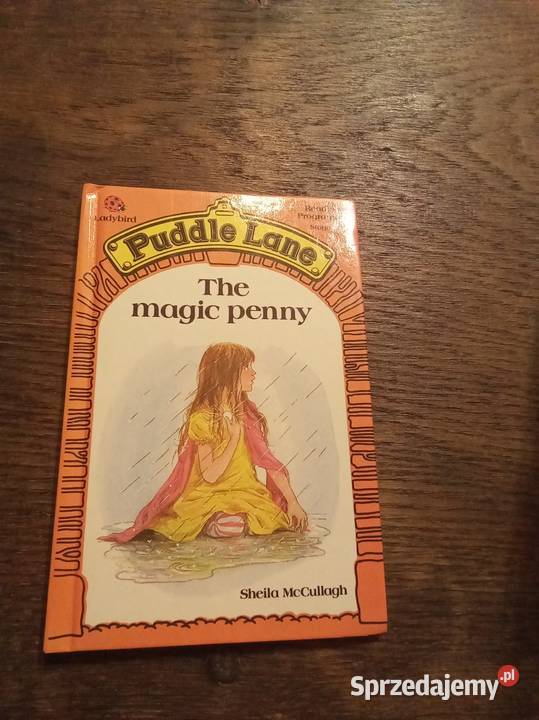 Ladybird
Puddle Lane
The
magic penny
Sheila McCullagh
Sprzedajemy.pl